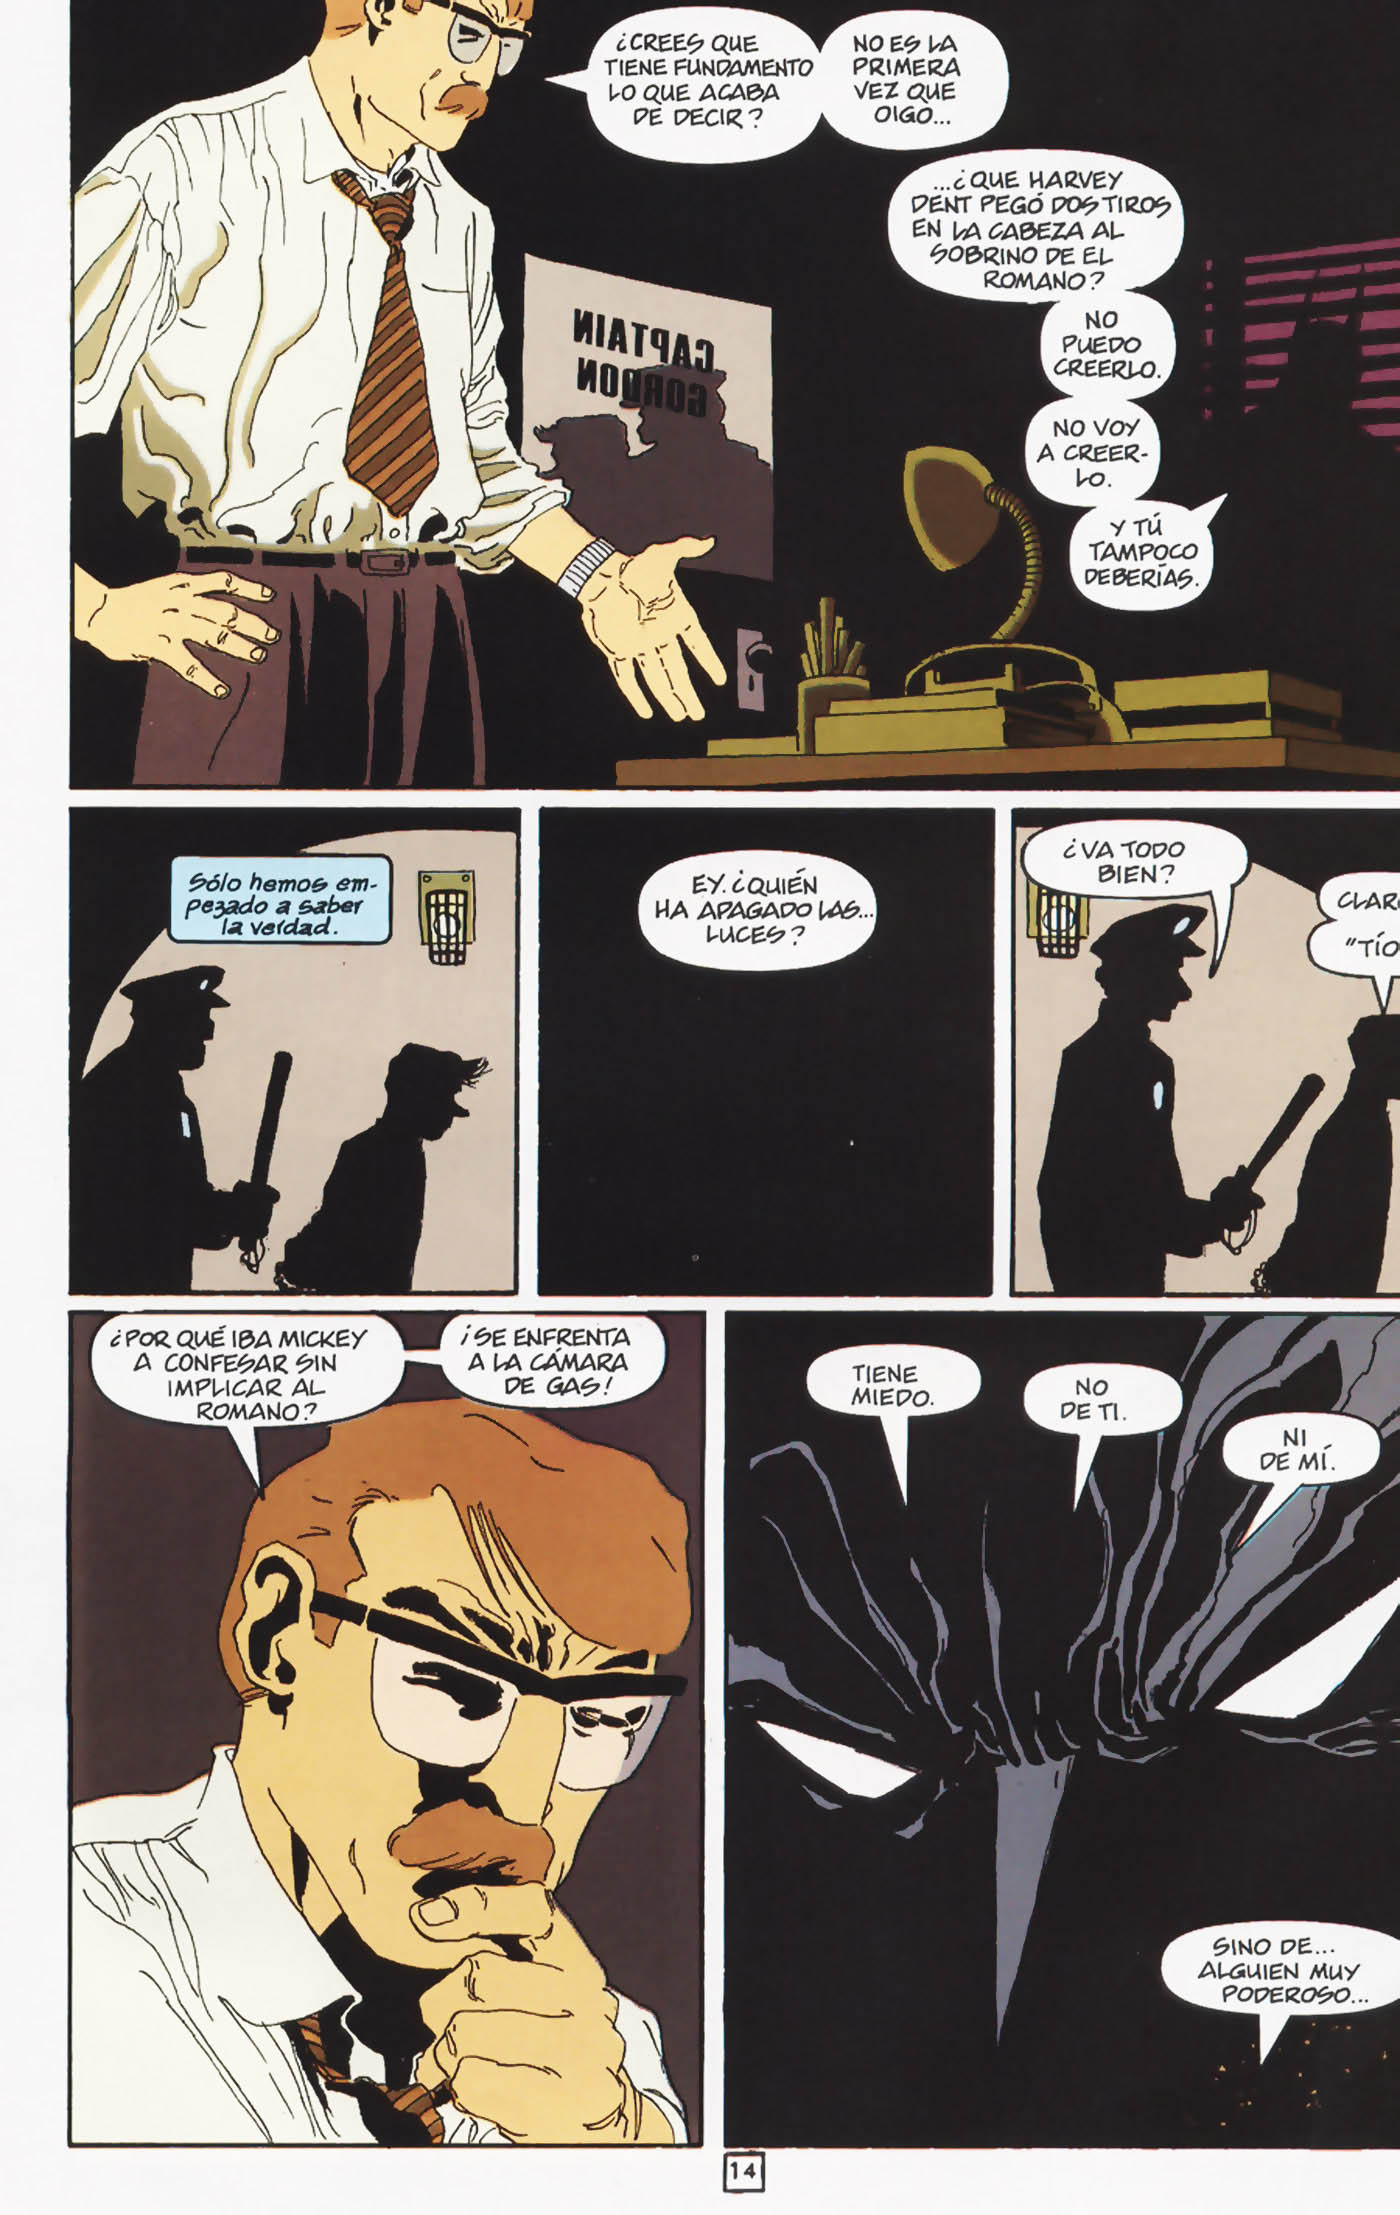 ¿CREES QUE
TIENE FUNDAMENTO
LO QUE ACABA
DE DECIR?
NO ES LA
PRIMERA
VEZ QUE
OIGO...
...¿QUE HARVEY
DENT PEGÓ DOS TIROS
EN LA CABEZA AL
SOBRINO DE EL
ROMANO?
NO
PUEDO
CREERLO.
NO VOY
A CREER-
LO.
Y TÚ
TAMPOCO
DEBERÍAS.
CAPTAIN
GORDON
Sólo hemos em-
pezado a saber
la verdad.
EY. ¿QUIÉN
HA APAGADO LAS...
LUCES?
¿VA TODO
BIEN?
CLAR
"TÍO
¿POR QUÉ IBA MICKEY
A CONFESAR SIN
IMPLICAR AL
ROMANO?
¡SE ENFRENTA
A LA CÁMARA
DE GAS!
TIENE
MIEDO.
NO
DE TI.
NI
DE MÍ.
SINO DE...
ALGUIEN MUY
PODEROSO...
14